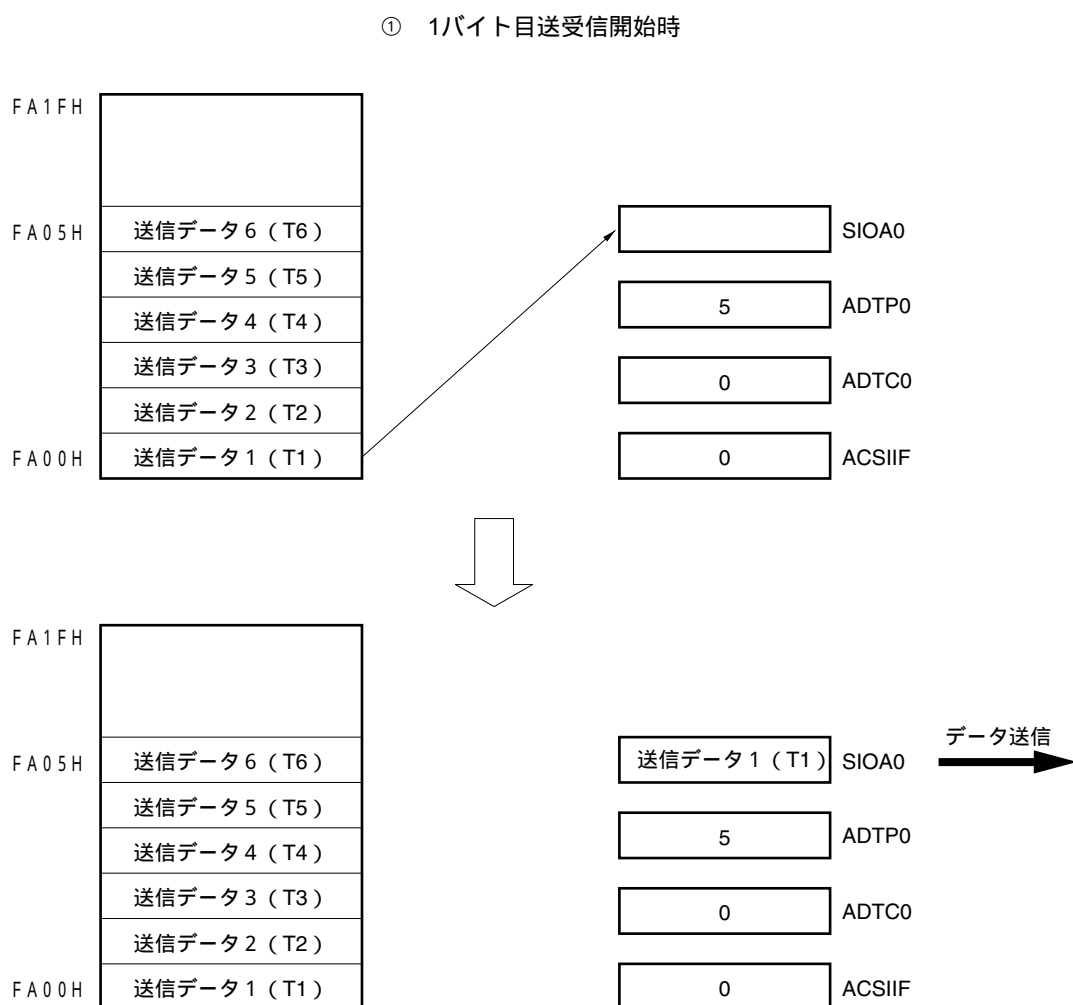 ① 1バイト目送受信開始時
FA1FH
FA05H 送信データ6（T6） SIOA0
送信データ5（T5）
5 ADTP0
送信データ4（T4）
送信データ3（T3）
0 ADTC0
送信データ2（T2）
FA00H 送信データ1（T1） 0 ACSIIF
FA1FH
データ送信
FA05H 送信データ6（T6） 送信データ1（T1） SIOA0
送信データ5（T5）
5 ADTP0
送信データ4（T4）
送信データ3（T3）
0 ADTC0
送信データ2（T2）
FA00H 送信データ1（T1） 0 ACSIIF